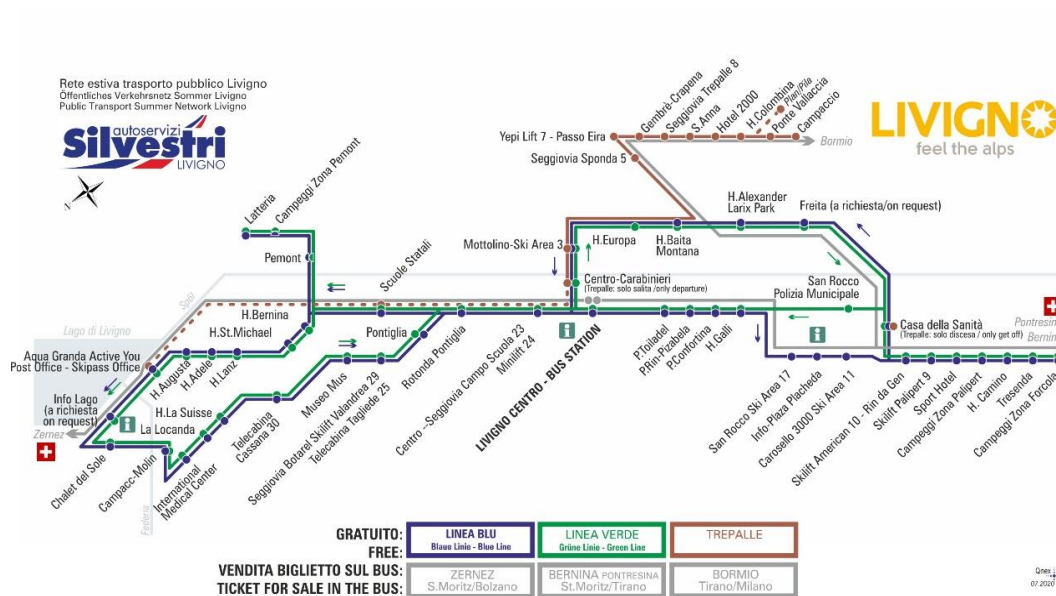 Rete estiva trasporto pubblico Livigno
Öffentliches Verkehrsnetz Sommer Livigno
Public Transport Summer Network Livigno
autoservizi
Silvestri
LIVIGNO
N
LIVIGNO
feel the alps
Latteria
Campeggi Zona Pemont
Pemont
Scuole Statali
Yepi Lift 7 - Passo Eira
Seggiovia Sponda 5
Gembrè-Crapena
Seggiovia Trepalle 8
S.Anna
Hotel 2000
H.Colombina
Plan/Pila
Ponte Vallaccia
Campaccio
Bormio
H.Alexander
Larix Park
Freita (a richiesta/on request)
Mottolino-Ski Area 3
H.Europa
H.Baita
Montana
Centro-Carabinieri
(Trepalle: solo salita /only departure)
San Rocco
Polizia Municipale
Spöl
Lago di Livigno
H.Bernina
H.St.Michael
Pontiglia
Aqua Granda Active You
Post Office - Skipass Office
H.Augusta
H.Adele
H.Lanz
Info Lago
(a richiesta
on request)
Zernez
H.La Suisse
La Locanda
Chalet del Sole
Campacc-Molin
Federia
International
Medical Center
Telecabina
Cassana 30
Museo Mus
Seggiovia Botarel Skilift Valandrea 29
Telecabina Tagliede 25
Rotonda Pontiglia
Centro –Seggiovia Campo Scuola 23
Minilift 24
LIVIGNO CENTRO - BUS STATION
P.Toiladel
P.Rin-Pizabela
P.Confortina
H.Galli
Casa della Sanità
(Trepalle: solo discesa / only get off)
Pontresin
Bernin
San Rocco Ski Area 17
Info-Plaza Placheda
Carosello 3000 Ski Area 11
Skilift American 10 - Rin da Gen
Skilift Palipert 9
Sport Hotel
Campeggi Zona Palipert
H. Camino
Tresenda
Campeggi Zona Forcola
GRATUITO:
FREE:
LINEA BLU
Blaue Linie - Blue Line
LINEA VERDE
Grüne Linie - Green Line
TREPALLE
VENDITA BIGLIETTO SUL BUS:
TICKET FOR SALE IN THE BUS:
ZERNEZ
S.Moritz/Bolzano
BERNINA PONTRESINA
St.Moritz/Tirano
BORMIO
Tirano/Milano
Qnex
07.2020